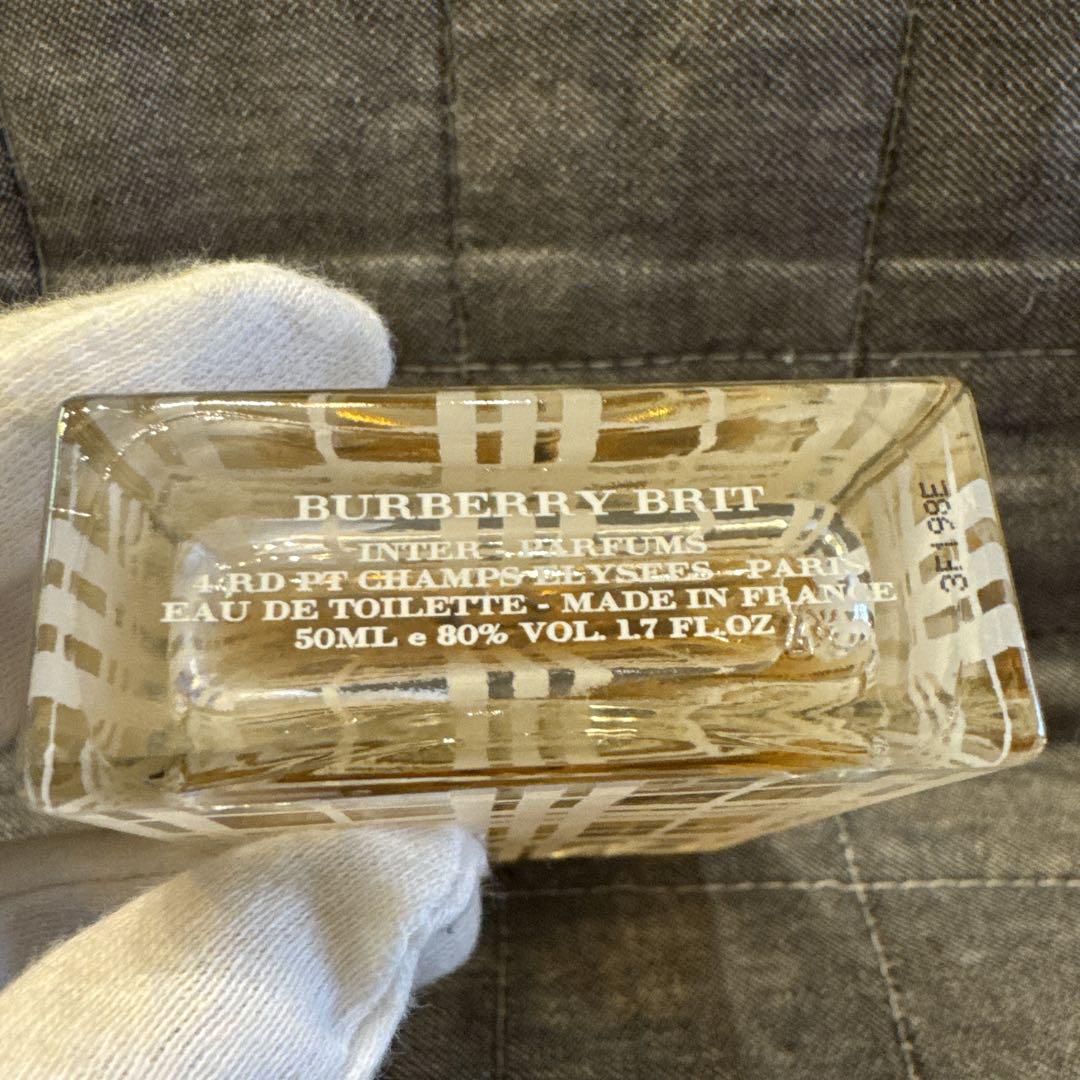 BURBERRY BRIT
INTER - PARFUMS
4 RD PT CHAMPS ELYSEES - PARIS
EAU DE TOILETTE - MADE IN FRANCE
50ML e 80% VOL. 1.7 FL.OZ
3F198E